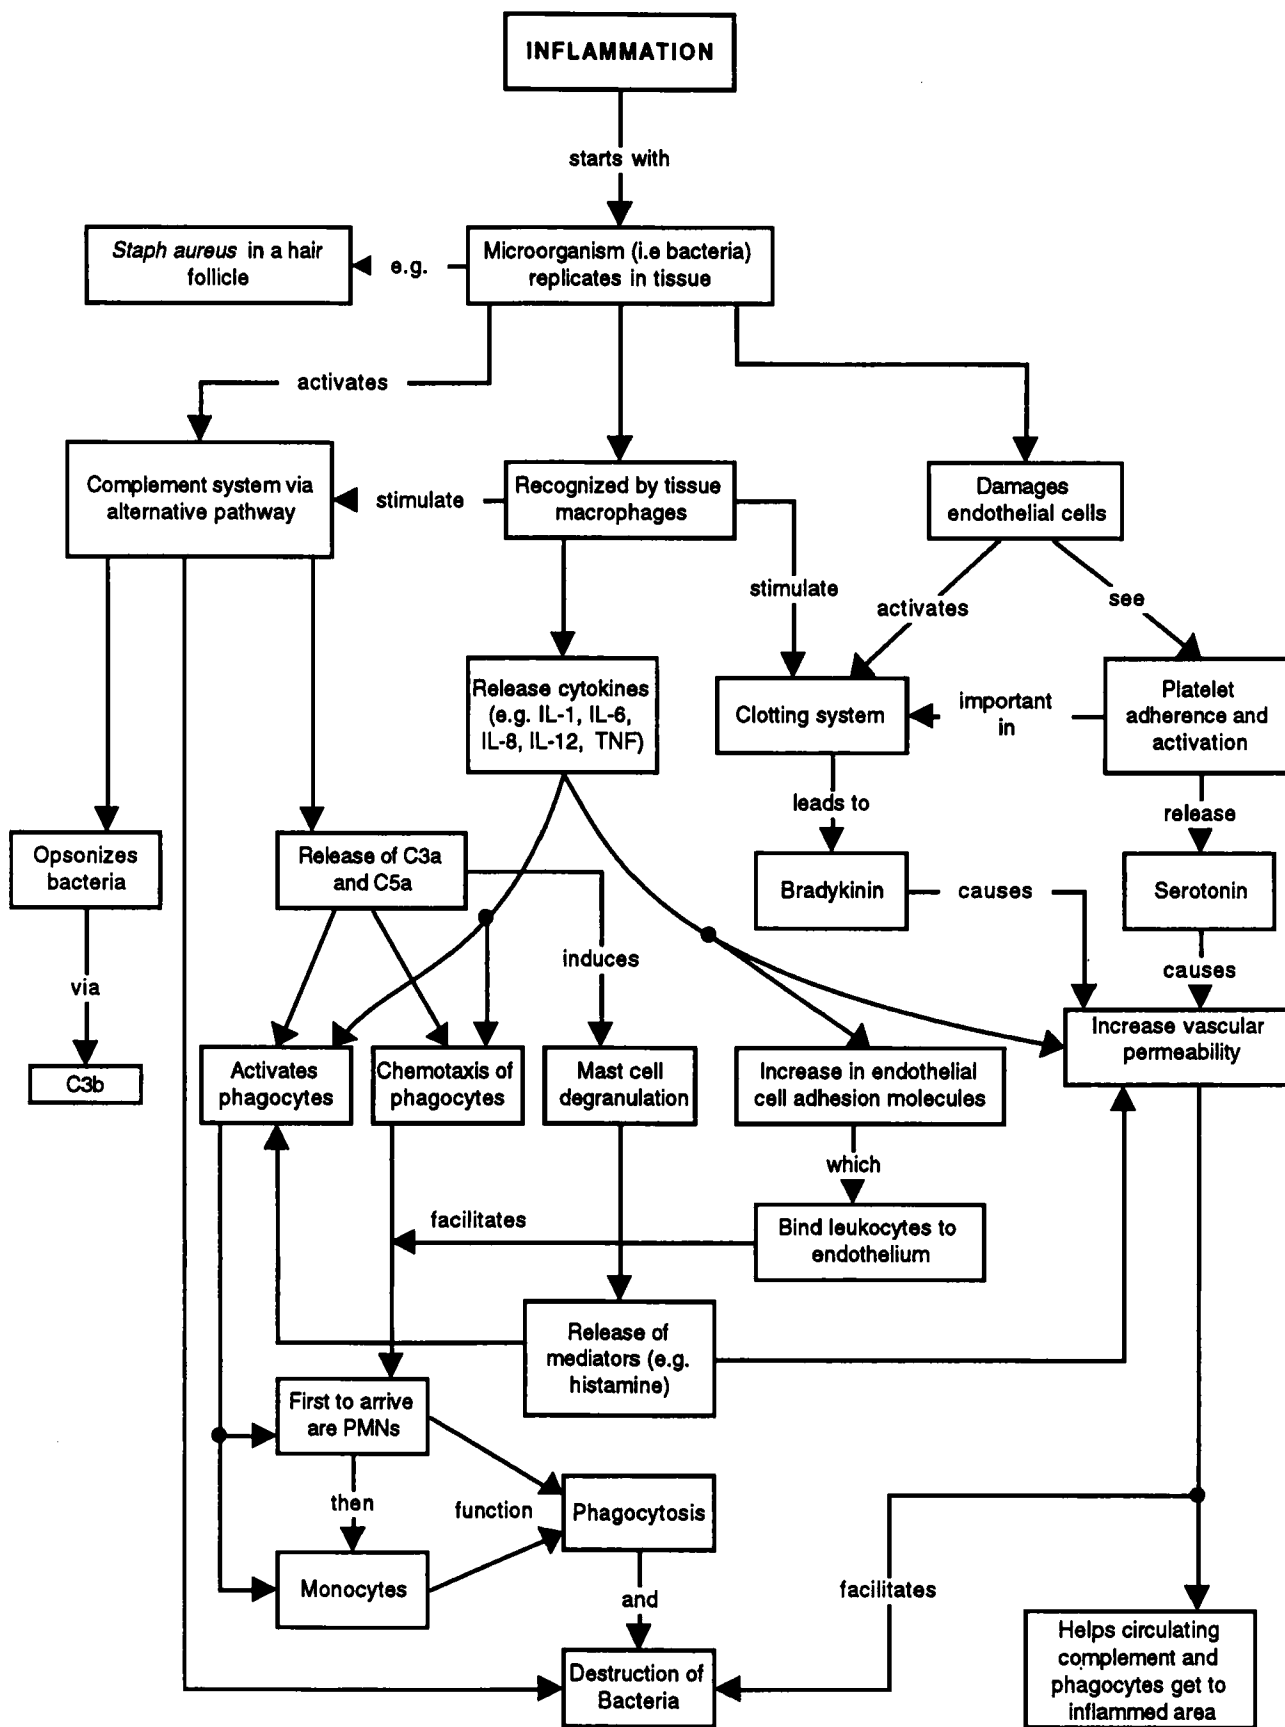 INFLAMMATION
starts with
Staph aureus in a hair
follicle
e.g.
Microorganism (i.e bacteria)
replicates in tissue
activates
Complement system via
alternative pathway
stimulate
Recognized by tissue
macrophages
Damages
endothelial cells
stimulate
activates
see
Release cytokines
(e.g. IL-1, IL-6,
IL-8, IL-12, TNF)
Clotting system
important
in
Platelet
adherence and
activation
leads to
release
Opsonizes
bacteria
Release of C3a
and C5a
Bradykinin
causes
Serotonin
via
induces
causes
C3b
Activates
phagocytes
Chemotaxis of
phagocytes
Mast cell
degranulation
Increase in endothelial
cell adhesion molecules
Increase vascular
permeability
which
facilitates
Bind leukocytes to
endothelium
Release of
mediators (e.g.
histamine)
First to arrive
are PMNs
then
function
Phagocytosis
Monocytes
and
facilitates
Destruction of
Bacteria
Helps circulating
complement and
phagocytes get to
inflammed area